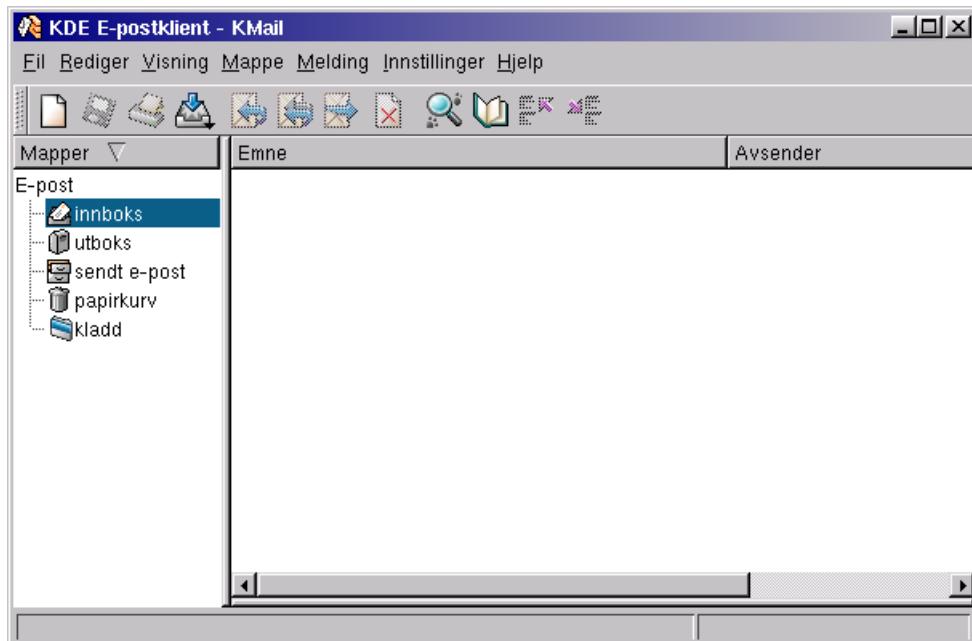 KDE E-postklient - KMail
Fil Rediger Visning Mappe Melding Innstillinger Hjelp
Mapper Emne Avsender
E-post
innboks
utboks
sendt e-post
papirkurv
kladd